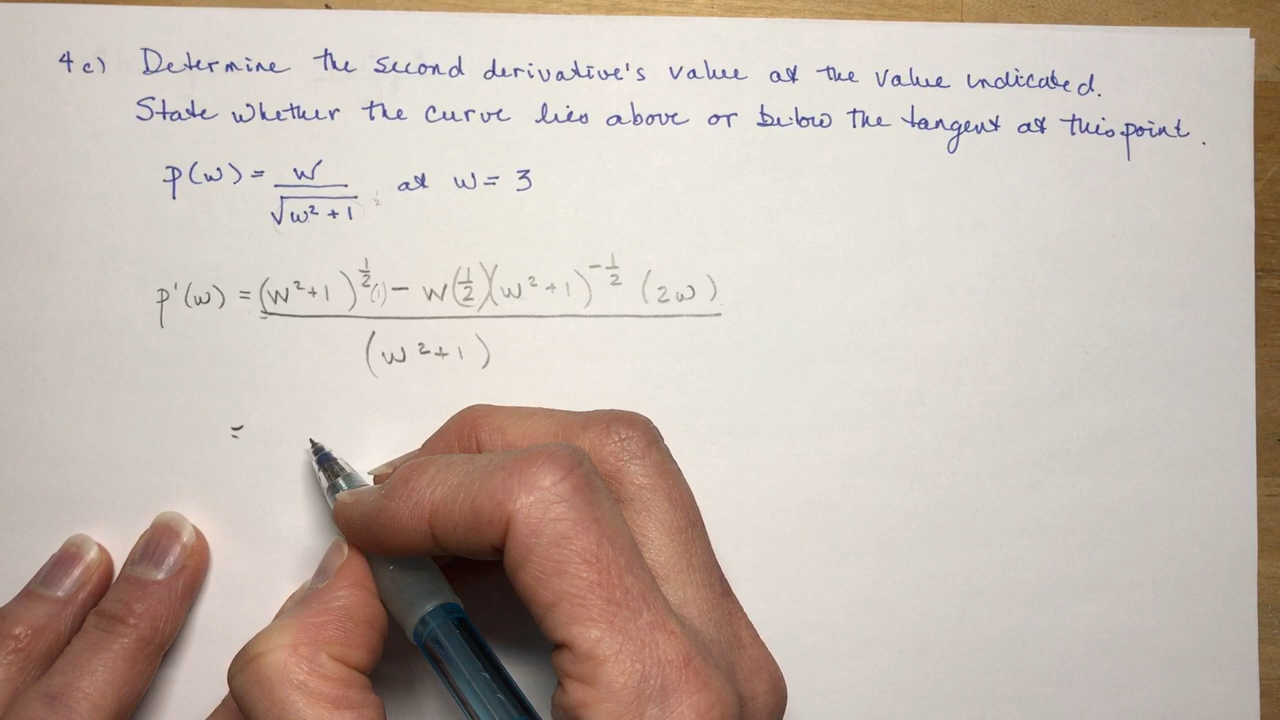 4c) Determine the second derivative's value at the value indicated.
State whether the curve lies above or below the tangent at this point.
p(w) = w/√(w² + 1) at w = 3
p'(w) = ((w²+1)^(1/2)(1) - w(1/2)(w²+1)^(-1/2)(2w))/(w²+1)
=